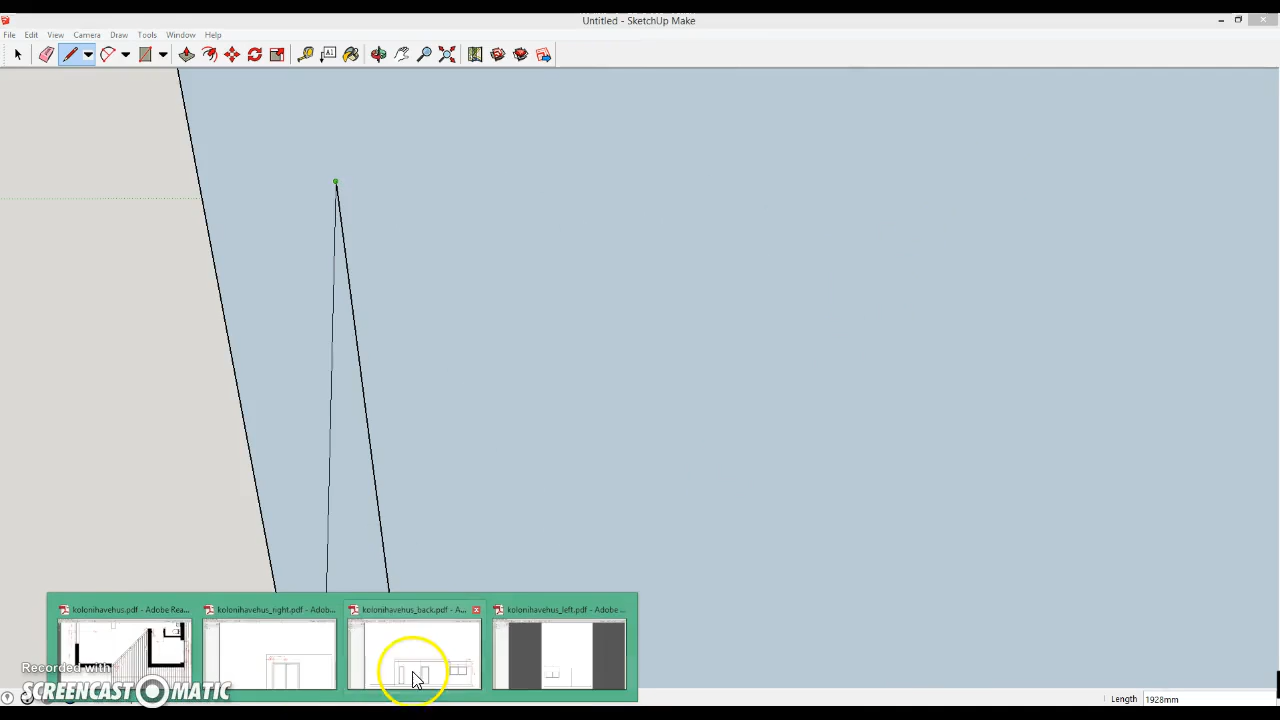 Untitled - SketchUp Make
File Edit View Camera Draw Tools Window Help
A1
kolonihavehus.pdf - Adobe Rea... kolonihavehus_right.pdf - Adob... kolonihavehus_back.pdf - A... kolonihavehus_left.pdf - Adobe ...
Recorded with
SCREENCAST MATIC
Length 1928mm